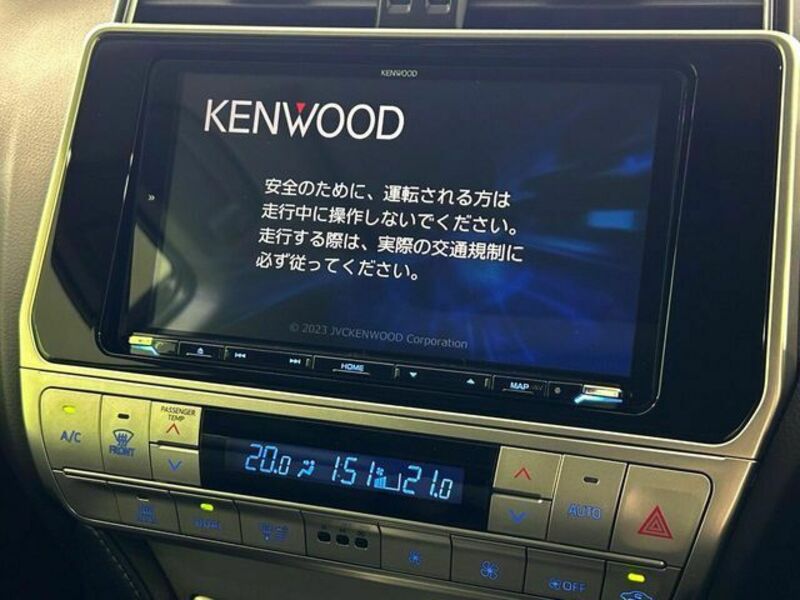 KENWOOD
KENWOOD
安全のために、運転される方は
走行中に操作しないでください。
走行する際は、実際の交通規制に
必ず従ってください。
© 2023 JVCKENWOOD Corporation
HOME
MAP AV
A/C
FRONT
PASSENGER
TEMP
20.0 1:51 21.0
AUTO
DUAL
OFF